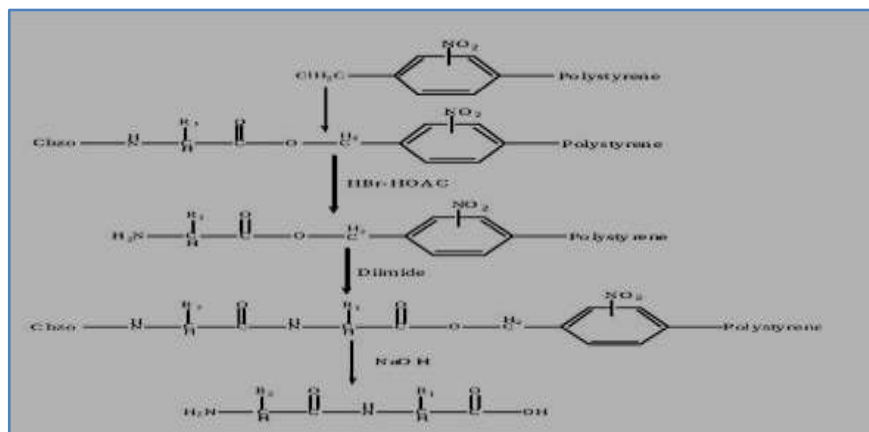 NO₂
ClH₂C Polystyrene
R₁ O NO₂
H H₂
Cbzo N C C O C Polystyrene
H
HBr-HOAC
R₁ O NO₂
H₂
H₂N C C O C Polystyrene
H
Diimide
R₂ O R₁ O NO₂
H H H₂
Cbzo N C C N C C O C Polystyrene
H H
NaOH
R₂ O R₁ O
H
H₂N C C N C C OH
H H